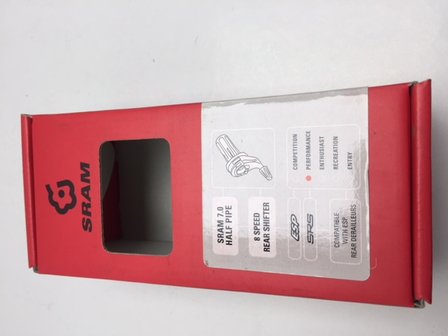 SRAM
SRAM 7.0
HALF PIPE
8 SPEED
REAR SHIFTER
COMPETITION
PERFORMANCE
ENTHUSIAST
RECREATION
ENTRY
ESP
SRS
COMPATIBLE
WITH ESP
REAR DERAILLEURS